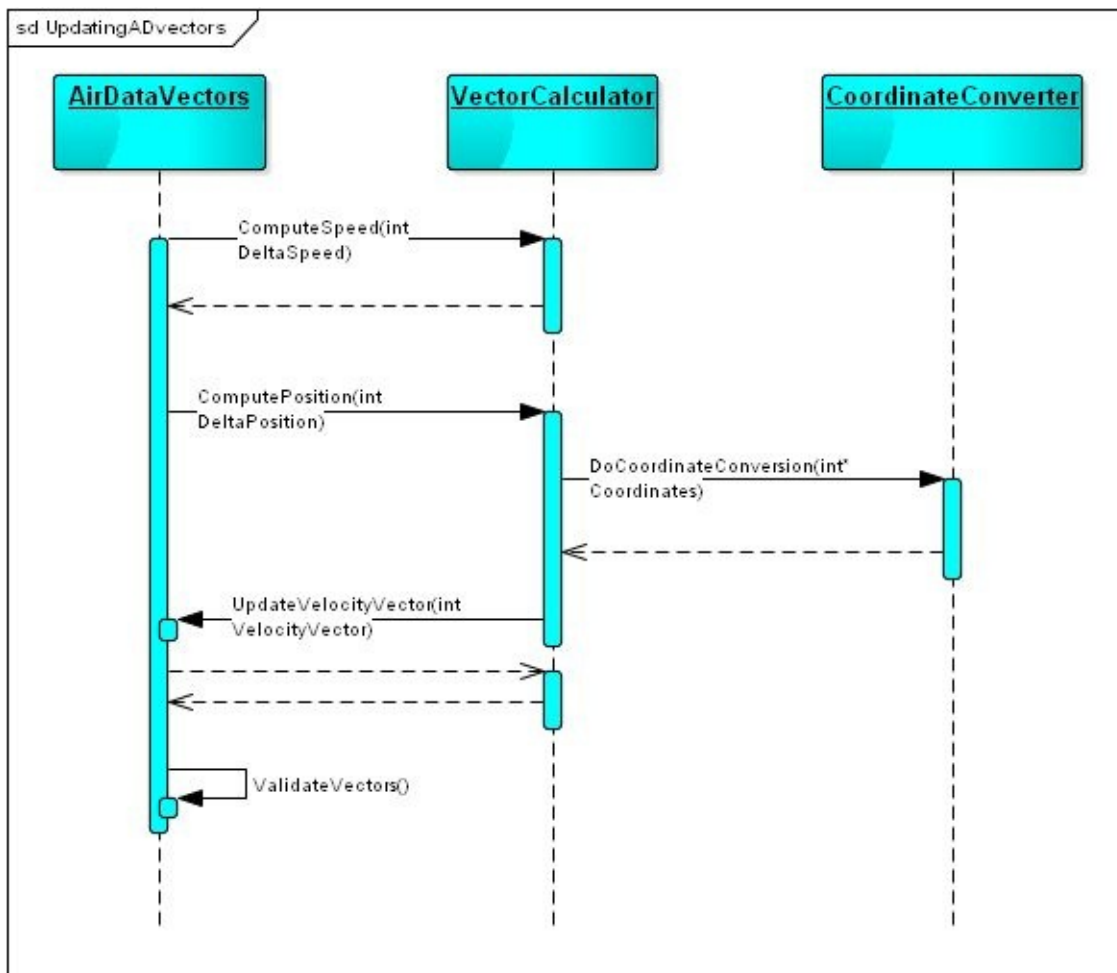 sd UpdatingADvectors
AirDataVectors
VectorCalculator
CoordinateConverter
ComputeSpeed(int
DeltaSpeed)
ComputePosition(int
DeltaPosition)
DoCoordinateConversion(int*
Coordinates)
UpdateVelocityVector(int
VelocityVector)
ValidateVectors()